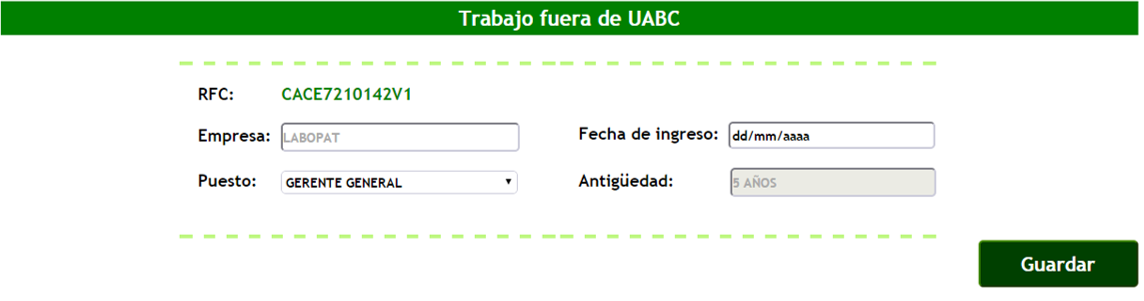 Trabajo fuera de UABC
RFC: CACE7210142V1
Empresa: LABOPAT Fecha de ingreso: dd/mm/aaaa
Puesto: GERENTE GENERAL Antigüedad: 5 AÑOS
Guardar